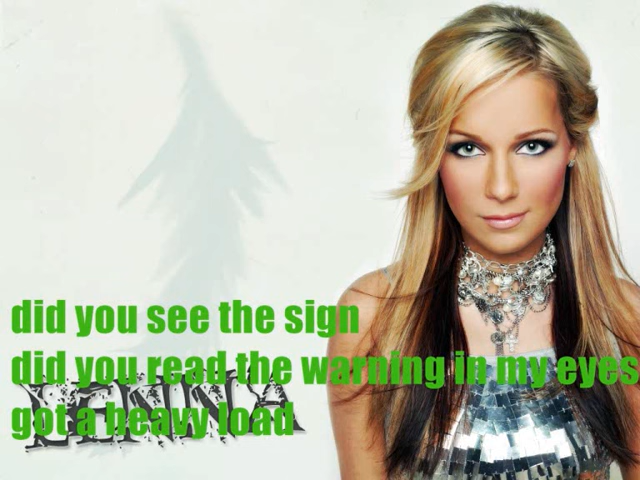 did you see the sign
did you read the warning in my eyes
got a heavy load